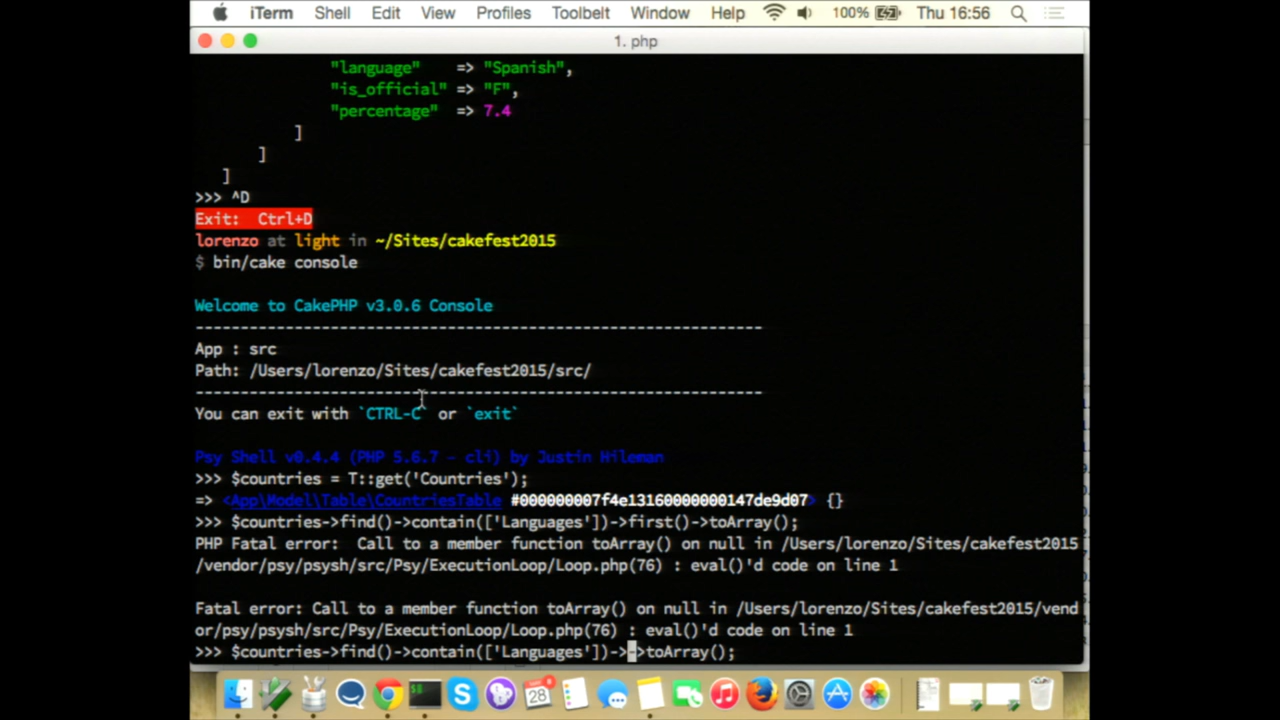 iTerm Shell Edit View Profiles Toolbelt Window Help 100% Thu 16:56
1. php
"language" => "Spanish",
"is_official" => "F",
"percentage" => 7.4
]
]
]
>>> ^D
Exit: Ctrl+D
lorenzo at light in ~/Sites/cakefest2015
$ bin/cake console
Welcome to CakePHP v3.0.6 Console
---------------------------------------------------------------
App : src
Path: /Users/lorenzo/Sites/cakefest2015/src/
---------------------------------------------------------------
You can exit with `CTRL-C` or `exit`
Psy Shell v0.4.4 (PHP 5.6.7 - cli) by Justin Hileman
>>> $countries = T::get('Countries');
=> <App\Model\Table\CountriesTable #000000007f4e13160000000147de9d07> {}
>>> $countries->find()->contain(['Languages'])->first()->toArray();
PHP Fatal error:  Call to a member function toArray() on null in /Users/lorenzo/Sites/cakefest2015
/vendor/psy/psysh/src/Psy/ExecutionLoop/Loop.php(76) : eval()'d code on line 1
Fatal error: Call to a member function toArray() on null in /Users/lorenzo/Sites/cakefest2015/vend
or/psy/psysh/src/Psy/ExecutionLoop/Loop.php(76) : eval()'d code on line 1
>>> $countries->find()->contain(['Languages'])->->toArray();
28